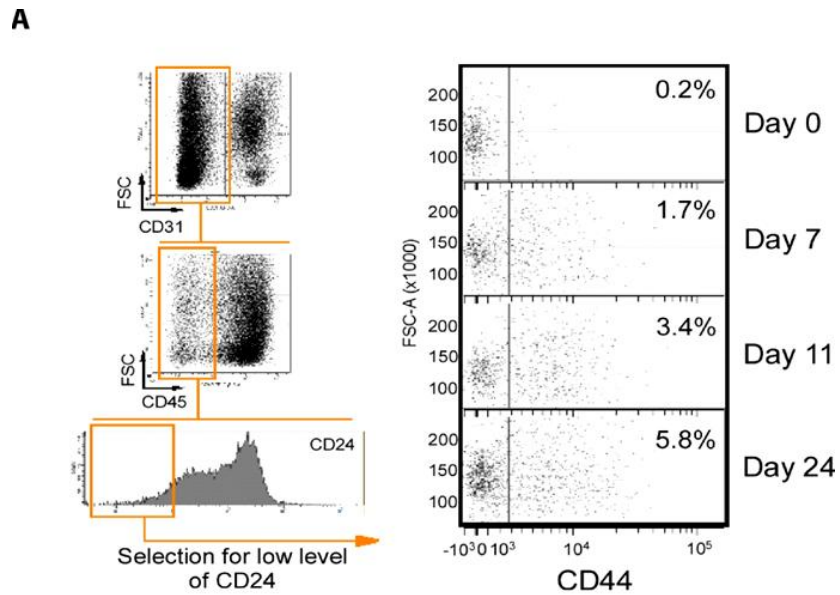 A
FSC
CD31
FSC
CD45
CD24
Selection for low level
of CD24
FSC-A (x1000)
200
150
100
0.2%
Day 0
200
150
100
1.7%
Day 7
200
150
100
3.4%
Day 11
200
150
100
5.8%
Day 24
-10³ 0 10³ 10⁴ 10⁵
CD44